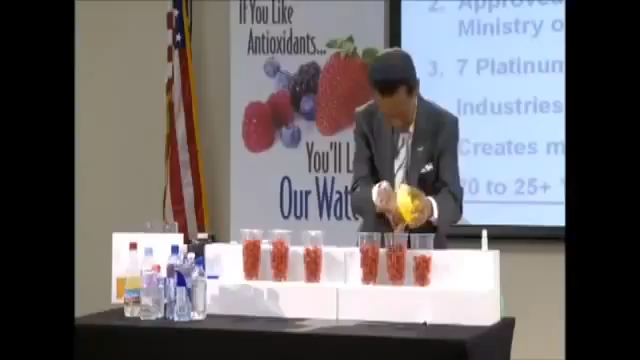 If You Like
Antioxidants...
You'll L
Our Wat
2. Approved
Ministry o
3. 7 Platinum
Industries
Creates m
70 to 25+